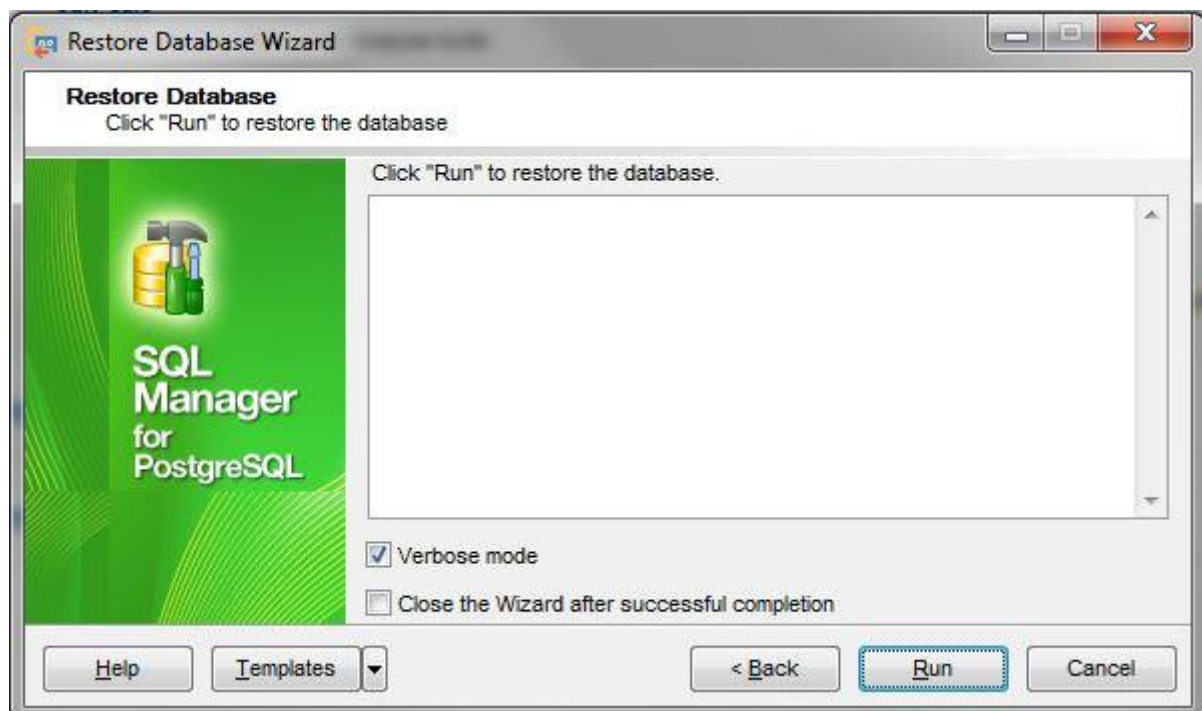 Restore Database Wizard
Restore Database
Click "Run" to restore the database
Click "Run" to restore the database.
SQL
Manager
for
PostgreSQL
Verbose mode
Close the Wizard after successful completion
Help
Templates
< Back
Run
Cancel